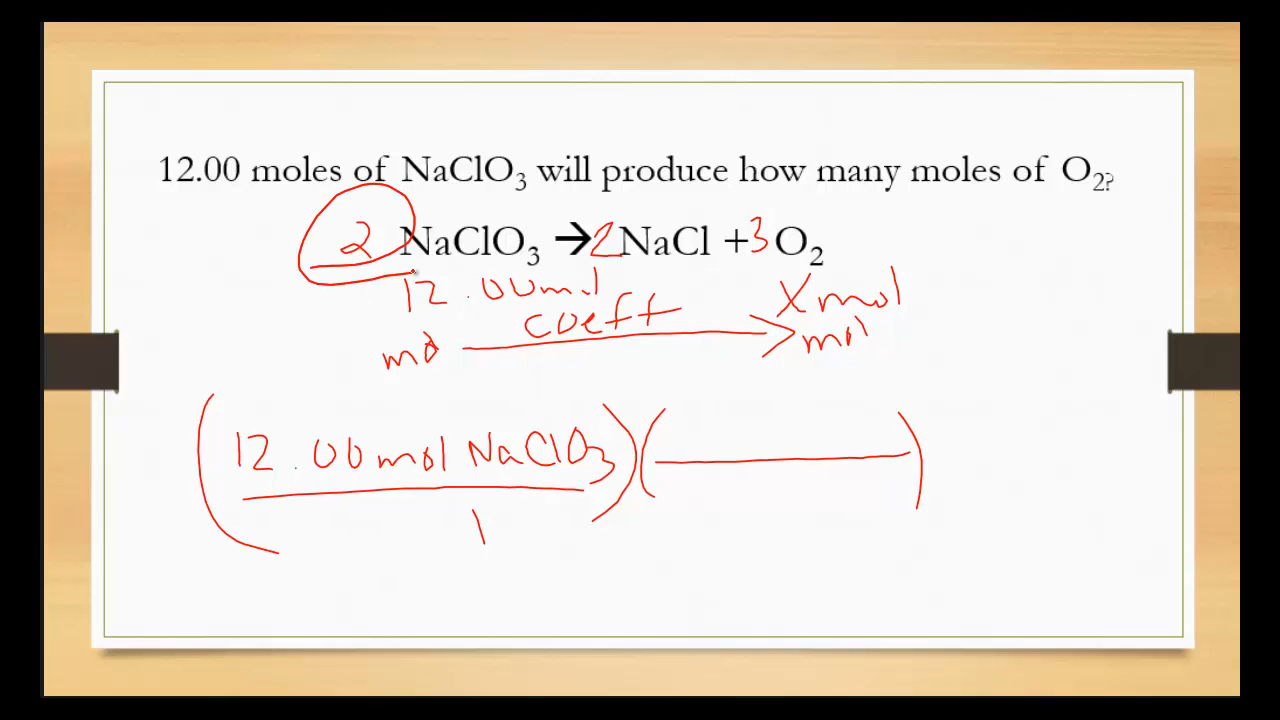 12.00 moles of NaClO₃ will produce how many moles of O₂?
2 NaClO₃ → 2 NaCl + 3 O₂
12.00 mol X mol
mol coeff mol
(12.00 mol NaClO₃)( )
1